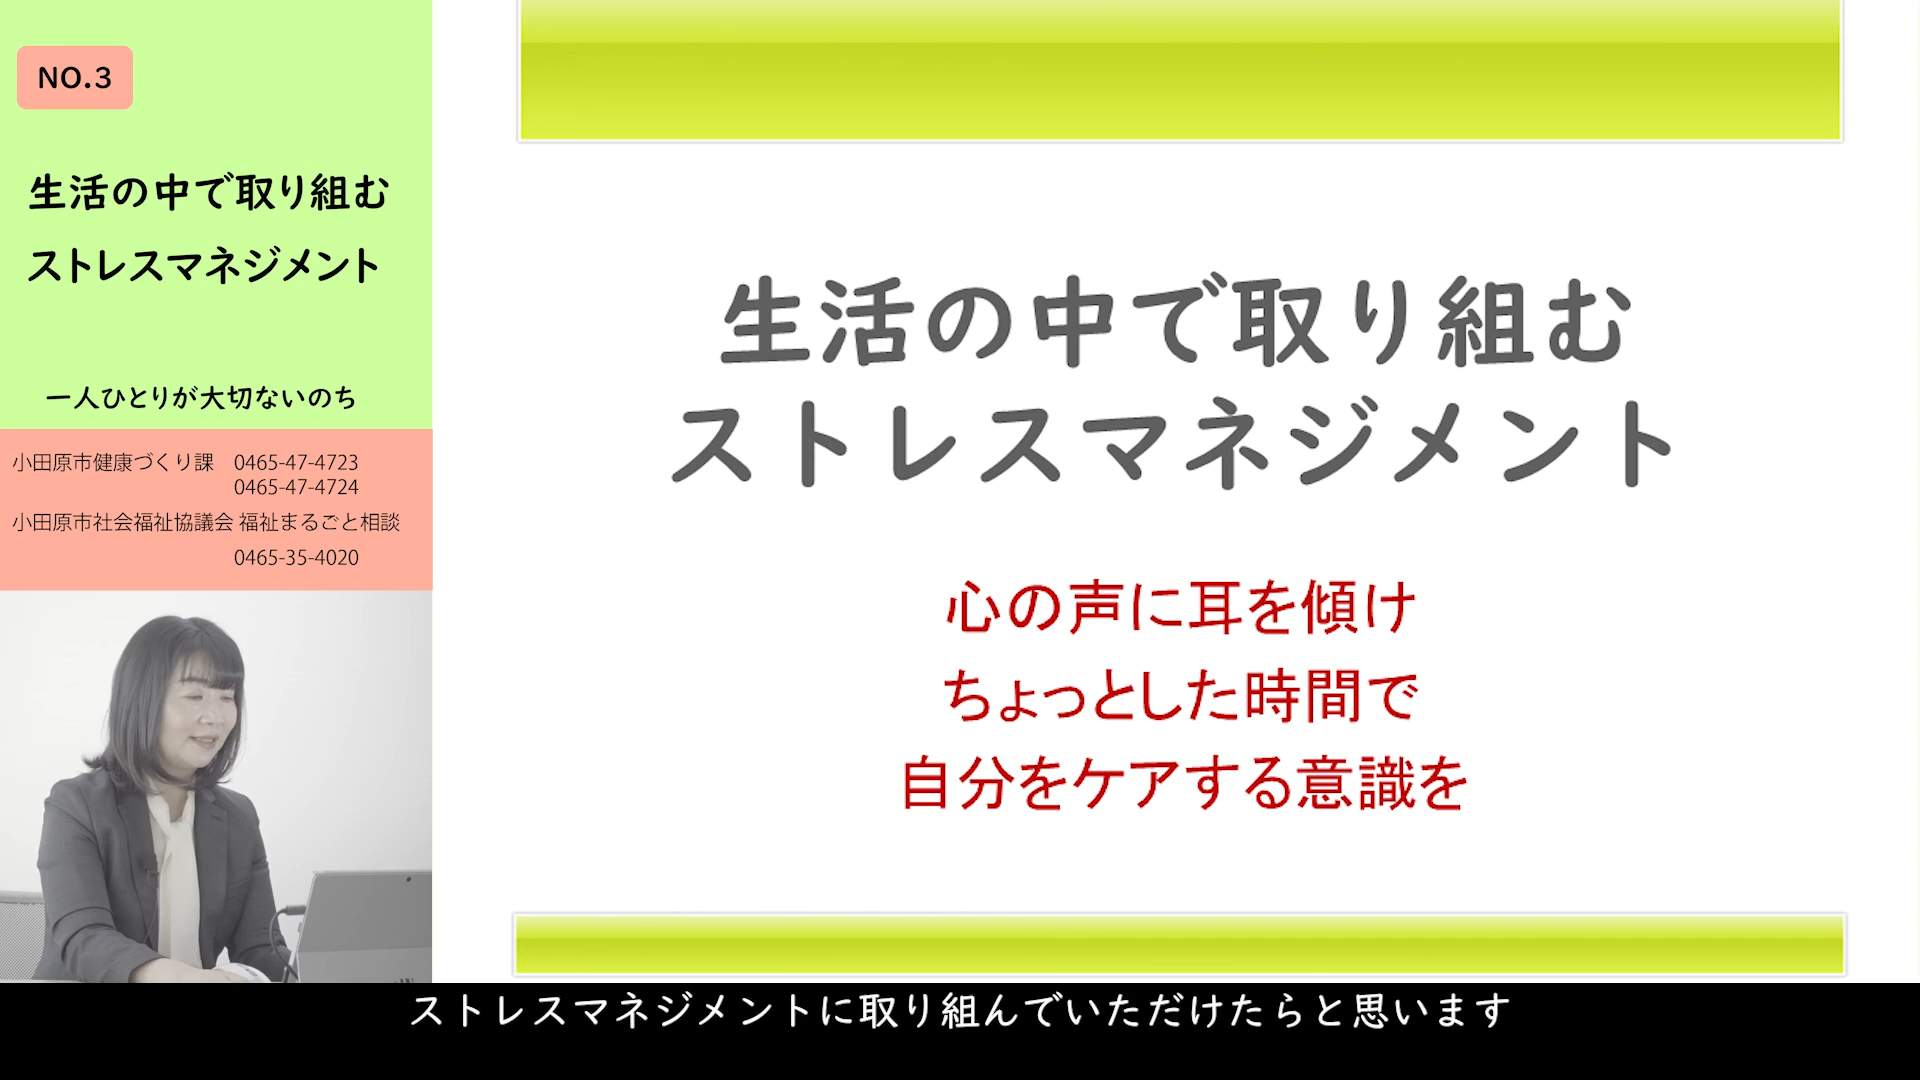 NO.3
生活の中で取り組む
ストレスマネジメント
一人ひとりが大切ないのち
小田原市健康づくり課 0465-47-4723
0465-47-4724
小田原市社会福祉協議会 福祉まるごと相談
0465-35-4020
生活の中で取り組む
ストレスマネジメント
心の声に耳を傾け
ちょっとした時間で
自分をケアする意識を
ストレスマネジメントに取り組んでいただけたらと思います